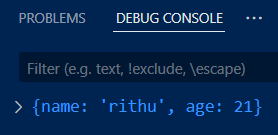 PROBLEMS DEBUG CONSOLE
Filter (e.g. text, !exclude, \escape)
> {name: 'rithu', age: 21}